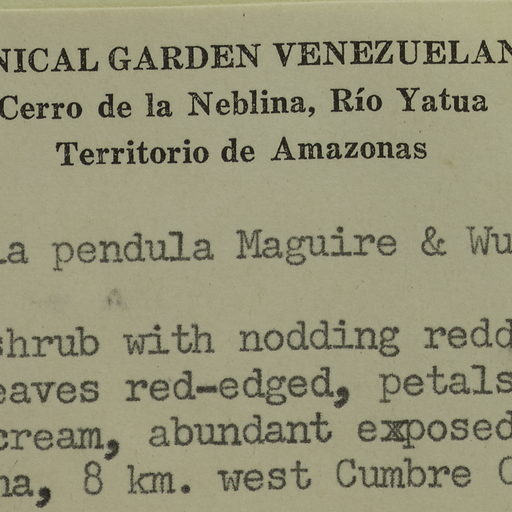 NICAL GARDEN VENEZUELAN
Cerro de la Neblina, Río Yatua
Territorio de Amazonas
la pendula Maguire & Wu
shrub with nodding redd
eaves red-edged, petals
cream, abundant exposed
na, 8 km. west Cumbre C